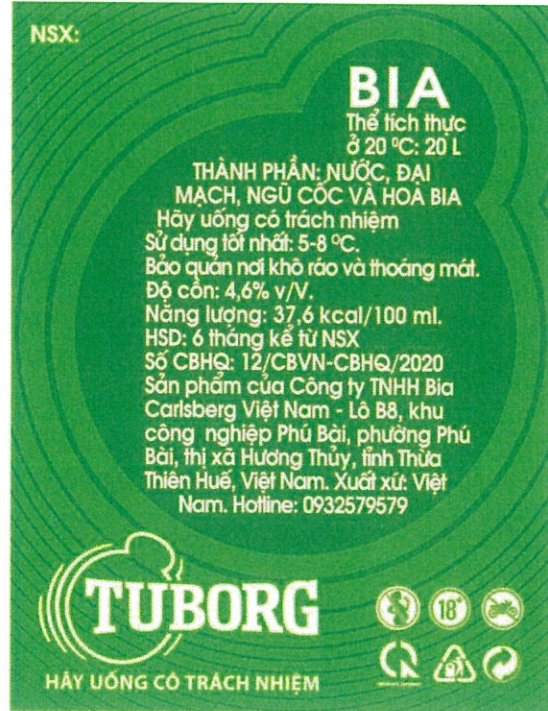 NSX:
BIA
Thể tích thực
ở 20 ⁰C: 20 L
THÀNH PHẦN: NƯỚC, ĐẠI
MẠCH, NGŨ CỐC VÀ HOA BIA
Hãy uống có trách nhiệm
Sử dụng tốt nhất: 5-8 ⁰C.
Bảo quản nơi khô ráo và thoáng mát.
Độ cồn: 4,6% v/v.
Năng lượng: 37,6 kcal/100 ml.
HSD: 6 tháng kể từ NSX
Số CBHQ: 12/CBVN-CBHQ/2020
Sản phẩm của Công ty TNHH Bia
Carlsberg Việt Nam - Lô B8, khu
công nghiệp Phú Bài, phường Phú
Bài, thị xã Hương Thủy, tỉnh Thừa
Thiên Huế, Việt Nam. Xuất xứ: Việt
Nam. Hotline: 0932579579
TUBORG
18+
HÃY UỐNG CÓ TRÁCH NHIỆM